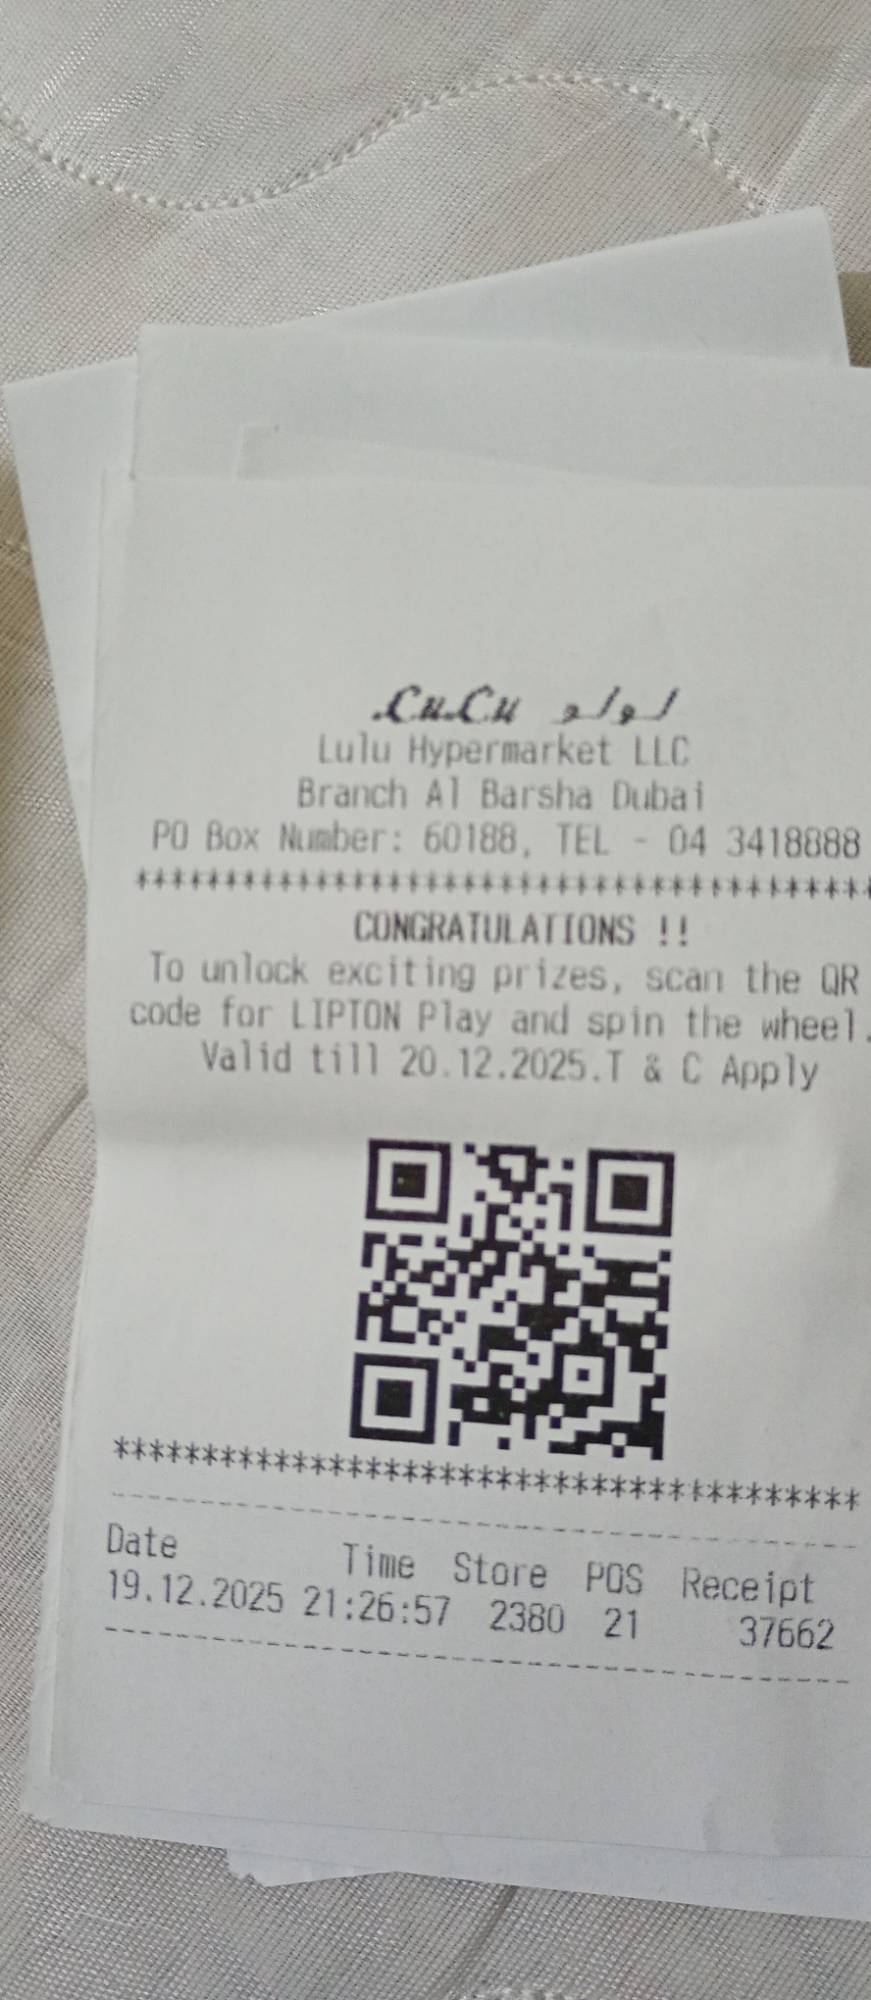 LuLu لولو
Lulu Hypermarket LLC
Branch Al Barsha Dubai
PO Box Number: 60188, TEL - 04 3418888
****************************************
CONGRATULATIONS !!
To unlock exciting prizes, scan the QR
code for LIPTON Play and spin the wheel.
Valid till 20.12.2025.T & C Apply
****************************************
Date Time Store POS Receipt
19.12.2025 21:26:57 2380 21 37662